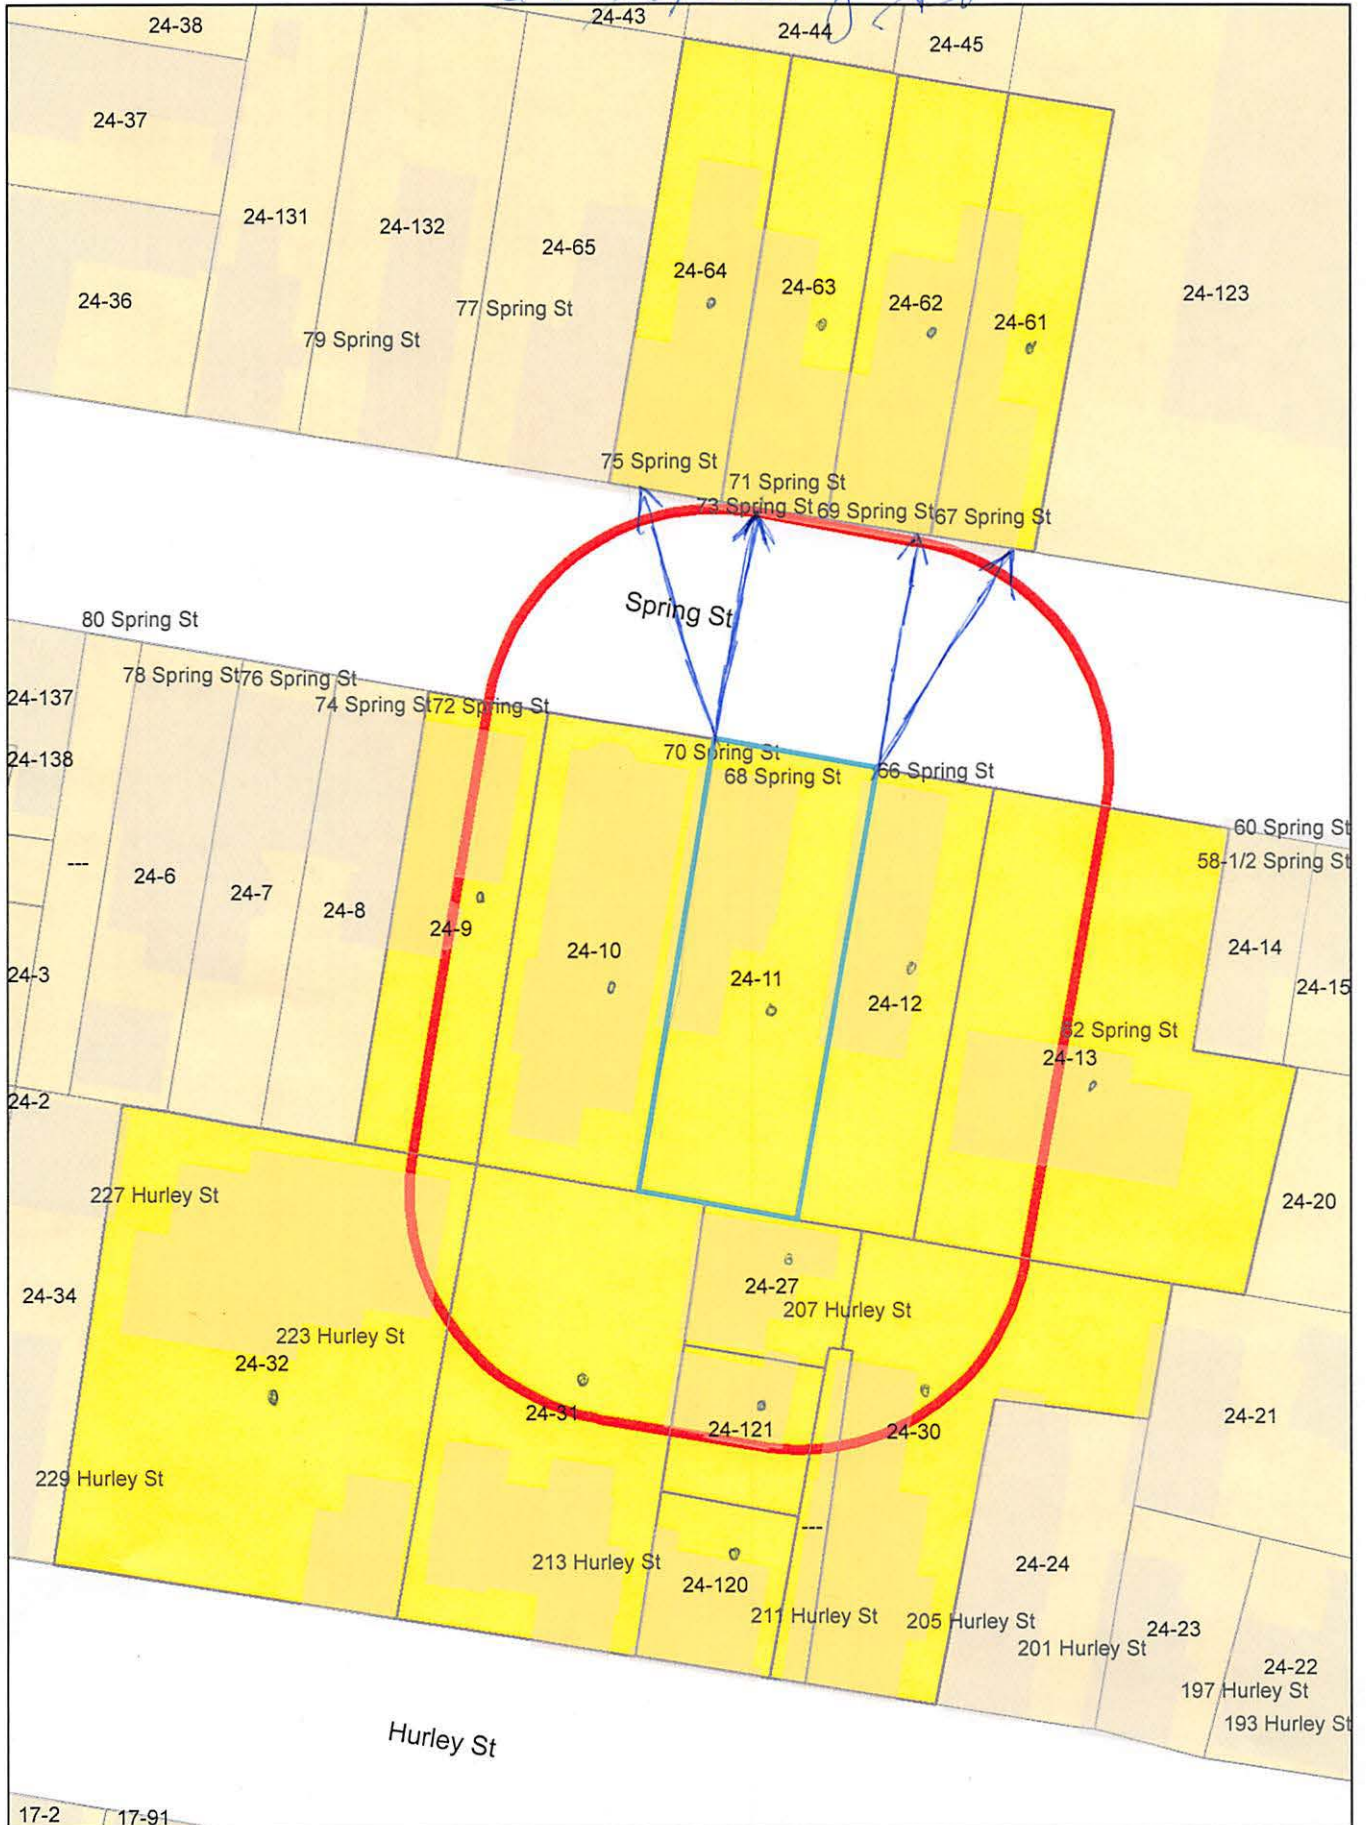 24-43
24-38
24-44
24-45
24-37
24-131
24-132
24-65
24-64
24-63
24-62
24-61
24-123
24-36
77 Spring St
79 Spring St
75 Spring St
71 Spring St
73 Spring St
69 Spring St
67 Spring St
Spring St
80 Spring St
78 Spring St
76 Spring St
74 Spring St
72 Spring St
24-137
24-138
70 Spring St
68 Spring St
66 Spring St
60 Spring St
58-1/2 Spring St
---
24-6
24-7
24-8
24-9
24-10
24-11
24-12
24-14
24-15
24-3
62 Spring St
24-13
24-2
227 Hurley St
24-20
24-34
24-27
207 Hurley St
223 Hurley St
24-32
24-31
24-121
24-30
24-21
229 Hurley St
---
213 Hurley St
24-120
24-24
211 Hurley St
205 Hurley St
24-23
201 Hurley St
24-22
197 Hurley St
193 Hurley St
Hurley St
17-2
17-91